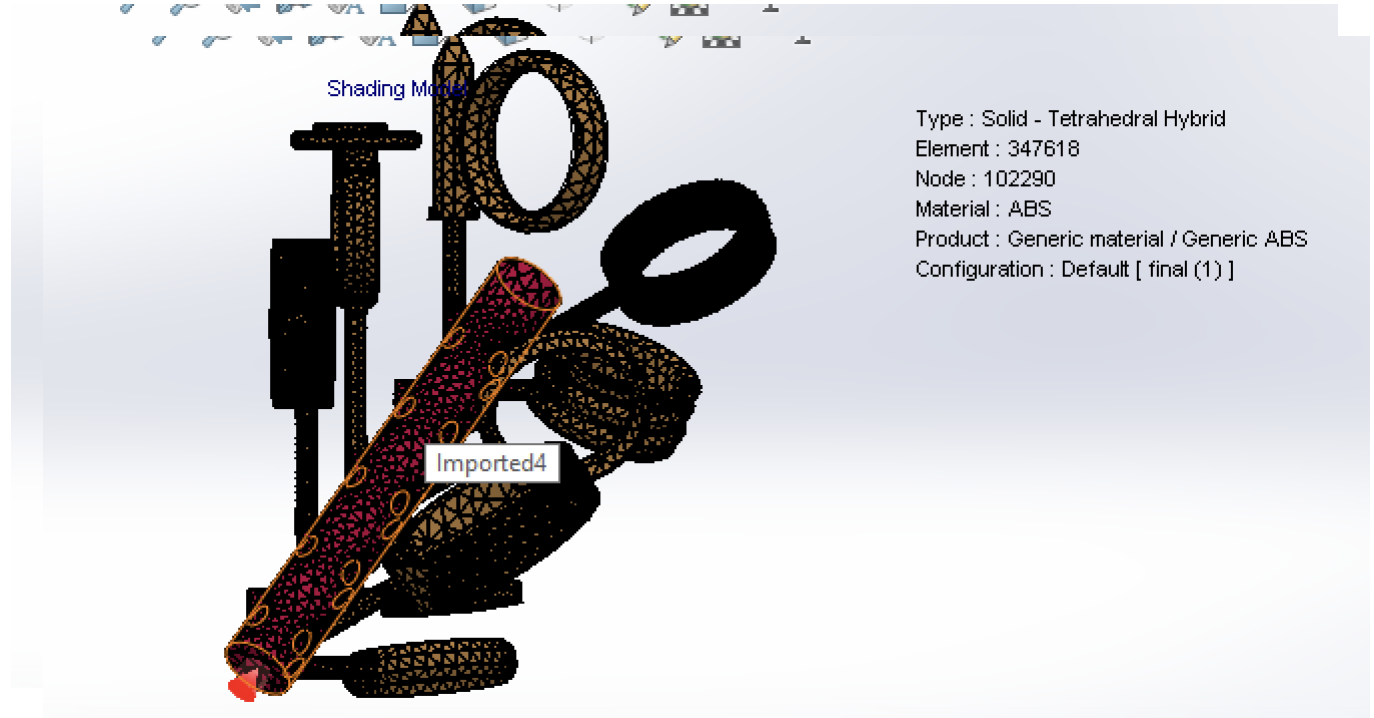 Shading Model
Type : Solid - Tetrahedral Hybrid
Element : 347618
Node : 102290
Material : ABS
Product : Generic material / Generic ABS
Configuration : Default [ final (1) ]
Imported4